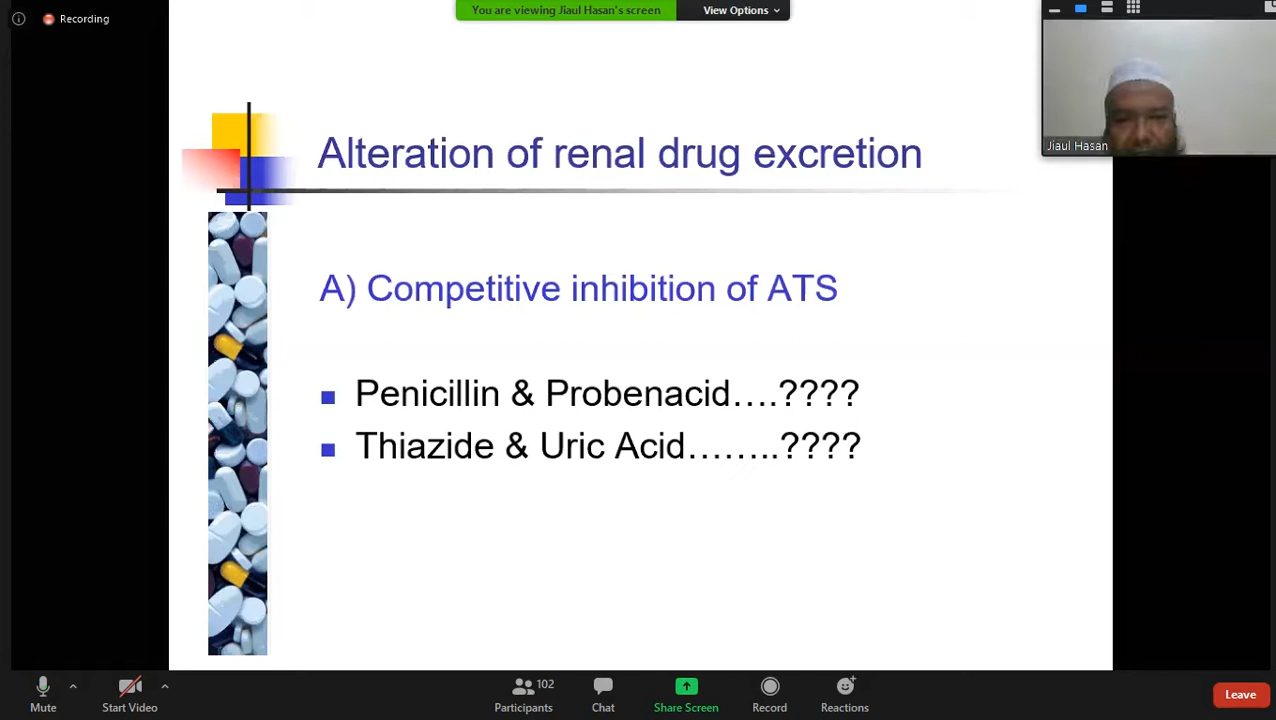 Recording
You are viewing Jiaul Hasan's screen
View Options
Jiaul Hasan
Alteration of renal drug excretion
A) Competitive inhibition of ATS
Penicillin & Probenacid….????
Thiazide & Uric Acid……..????
Mute
Start Video
102
Participants
Chat
Share Screen
Record
Reactions
Leave